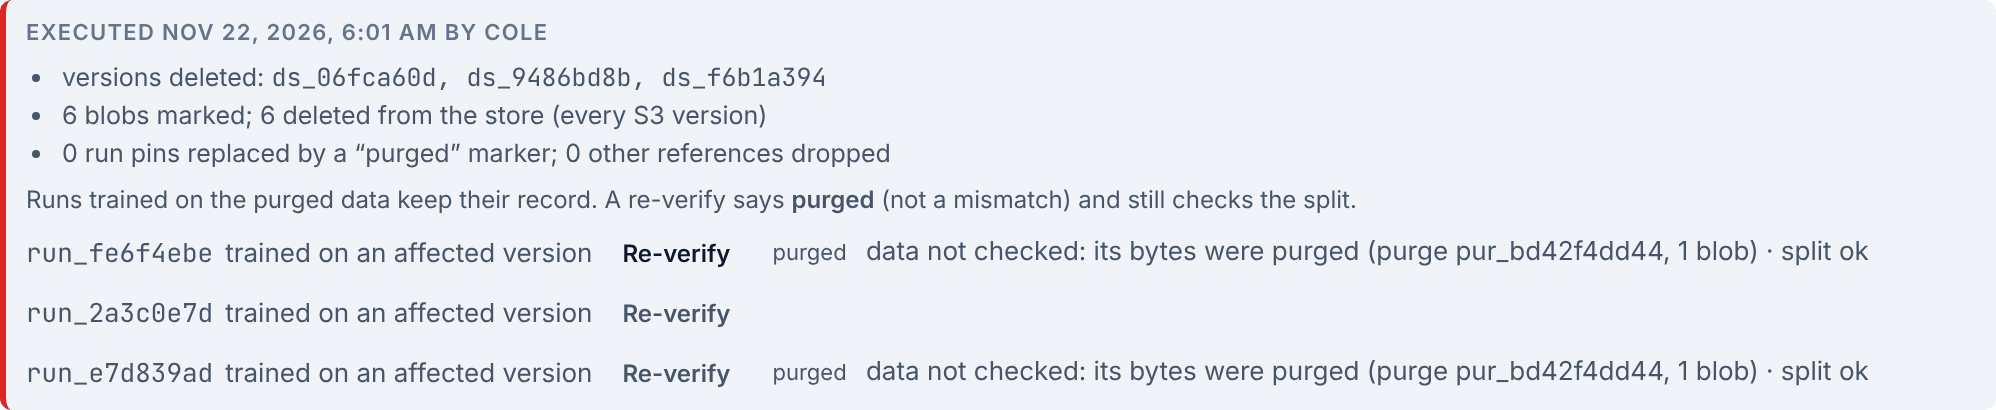 EXECUTED NOV 22, 2026, 6:01 AM BY COLE
• versions deleted: ds_06fca60d, ds_9486bd8b, ds_f6b1a394
• 6 blobs marked; 6 deleted from the store (every S3 version)
• 0 run pins replaced by a “purged” marker; 0 other references dropped
Runs trained on the purged data keep their record. A re-verify says purged (not a mismatch) and still checks the split.
run_fe6f4ebe trained on an affected version Re-verify purged data not checked: its bytes were purged (purge pur_bd42f4dd44, 1 blob) · split ok
run_2a3c0e7d trained on an affected version Re-verify
run_e7d839ad trained on an affected version Re-verify purged data not checked: its bytes were purged (purge pur_bd42f4dd44, 1 blob) · split ok